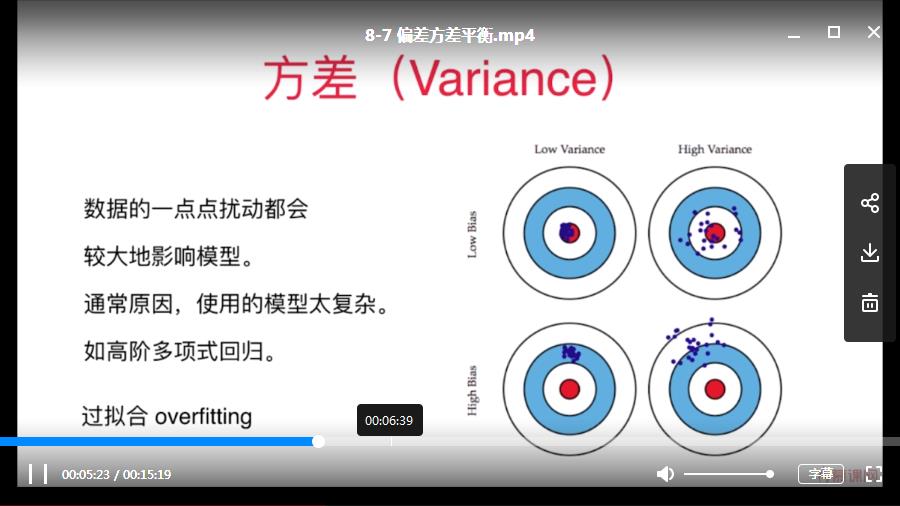 8-7 偏差方差平衡.mp4
方差（Variance）
Low Variance
High Variance
数据的一点点扰动都会
较大地影响模型。
通常原因，使用的模型太复杂。
如高阶多项式回归。
过拟合 overfitting
Low Bias
High Bias
00:06:39
00:05:23 / 00:15:19
字幕